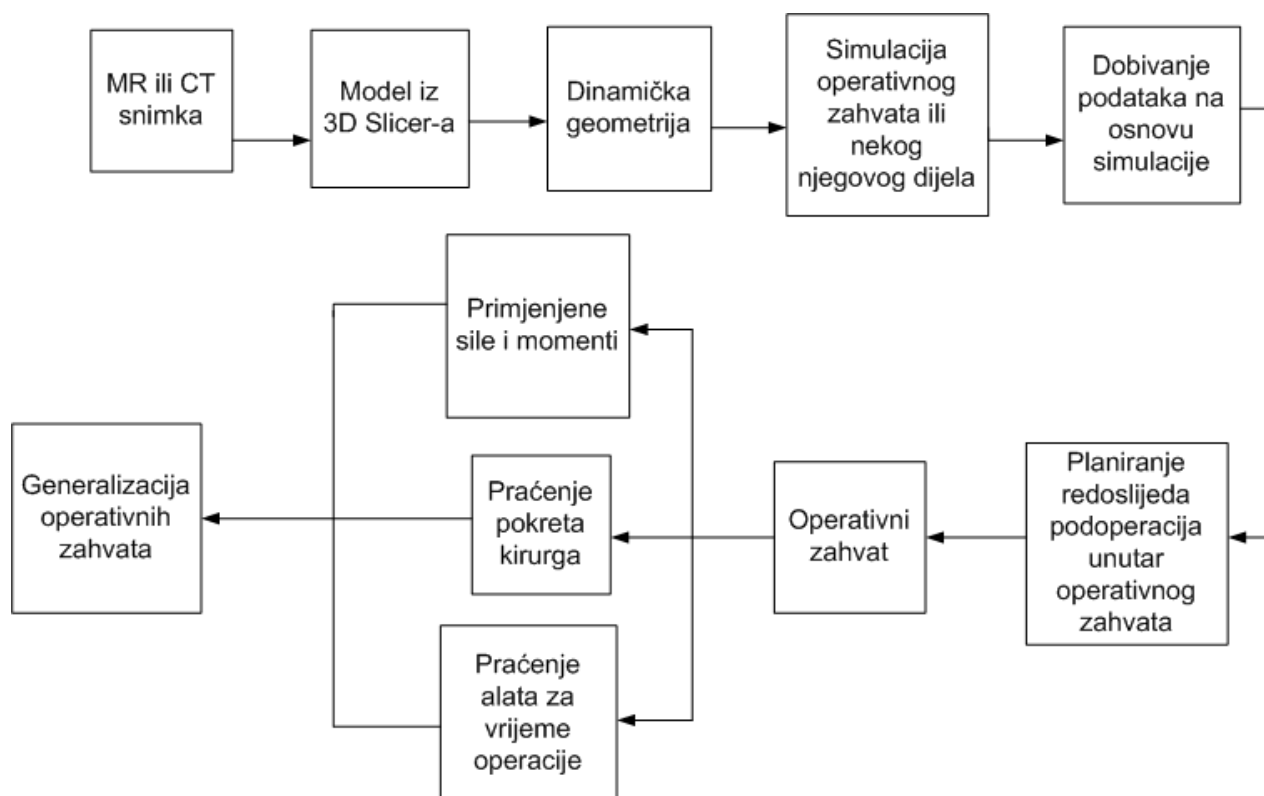 MR ili CT
snimka
Model iz
3D Slicer-a
Dinamička
geometrija
Simulacija
operativnog
zahvata ili
nekog
njegovog dijela
Dobivanje
podataka na
osnovu
simulacije
Primjenjene
sile i momenti
Generalizacija
operativnih
zahvata
Praćenje
pokreta
kirurga
Operativni
zahvat
Planiranje
redoslijeda
podoperacija
unutar
operativnog
zahvata
Praćenje
alata za
vrijeme
operacije